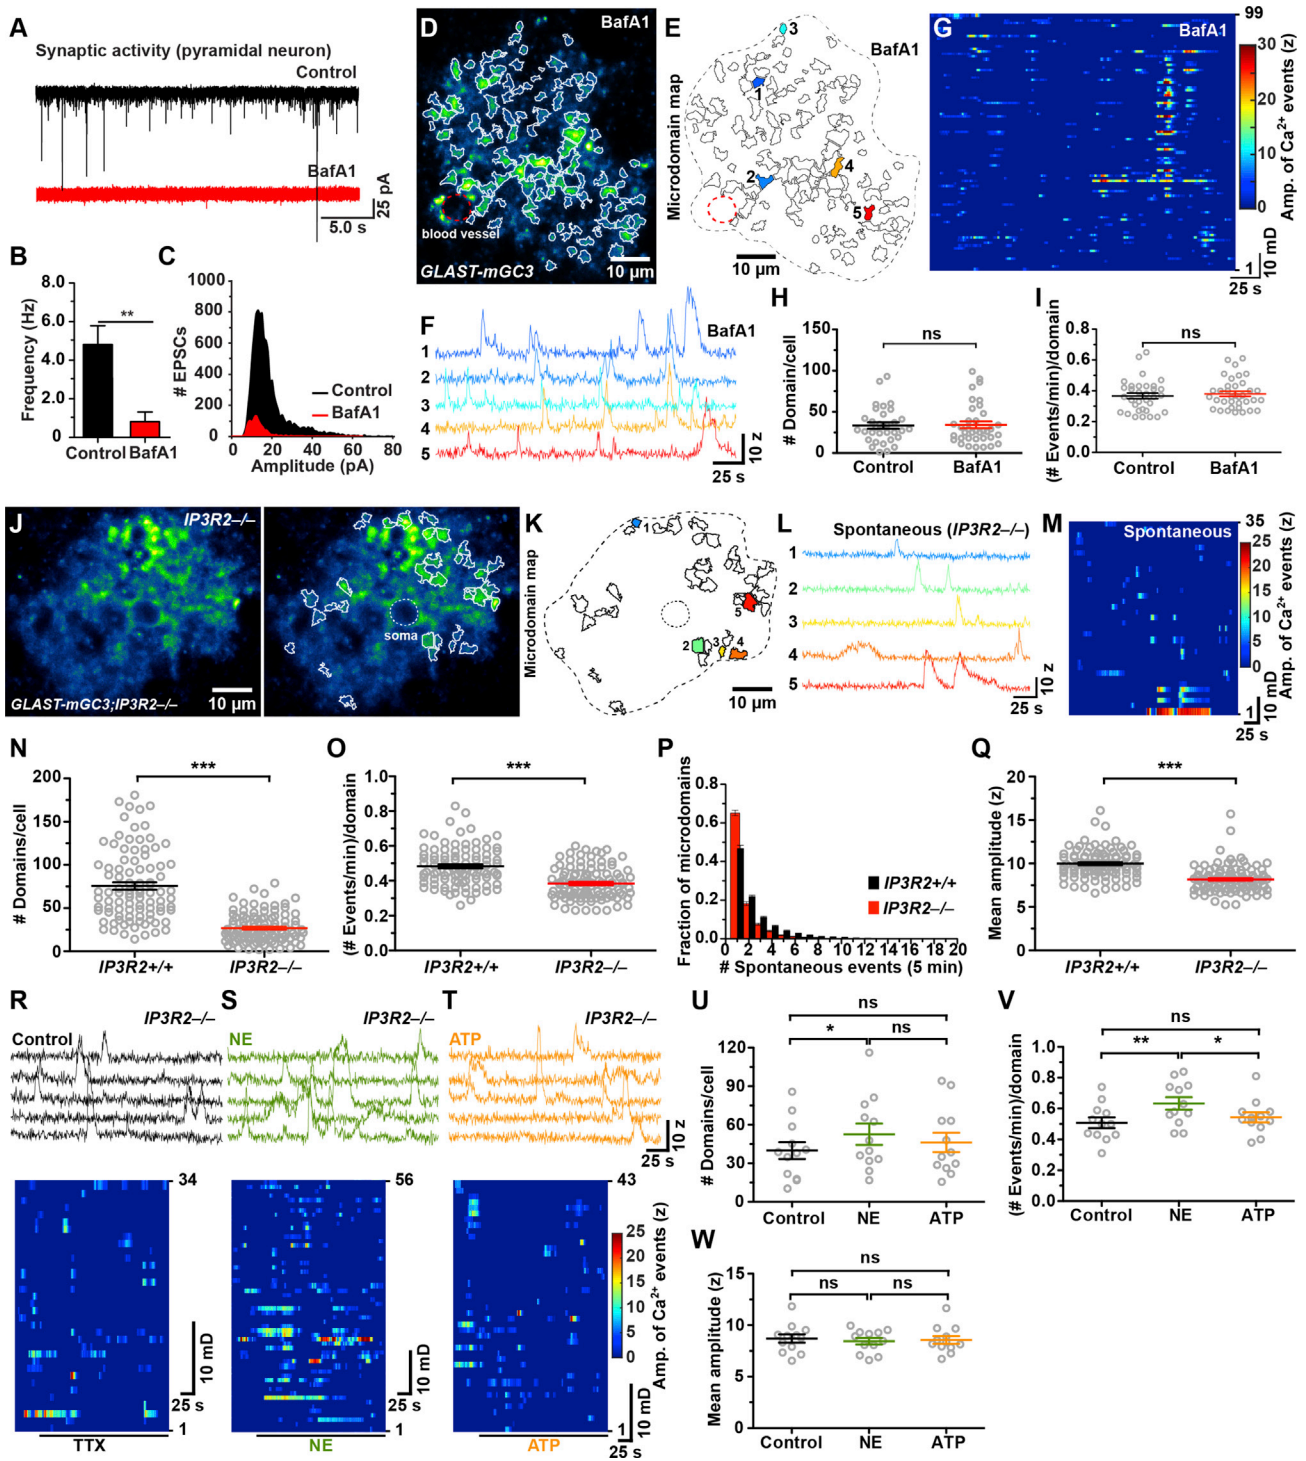 A
Synaptic activity (pyramidal neuron)
Control
BafA1
25 pA
5.0 s
B
Frequency (Hz)
8.0
6.0
4.0
2.0
0
**
Control BafA1
C
# EPSCs
1000
800
600
400
200
0
Control
BafA1
0 20 40 60 80
Amplitude (pA)
D
BafA1
blood vessel
GLAST-mGC3
10 µm
E
BafA1
Microdomain map
3
1
2
4
5
10 µm
F
BafA1
1
2
3
4
5
10 z
25 s
G
BafA1
99
1
10 mD
25 s
30
20
10
0
Amp. of Ca2+ events (z)
H
# Domain/cell
150
100
50
0
ns
Control BafA1
I
(# Events/min)/domain
0.8
0.6
0.4
0.2
0
ns
Control BafA1
J
IP3R2–/–
soma
10 µm
GLAST-mGC3;IP3R2–/–
K
Microdomain map
1
5
2
3
4
10 µm
L
Spontaneous (IP3R2–/–)
1
2
3
4
5
10 z
25 s
M
Spontaneous
35
1
10 mD
25 s
25
20
15
10
5
0
Amp. of Ca2+ events (z)
N
# Domains/cell
200
150
100
50
0
***
IP3R2+/+ IP3R2–/–
O
(# Events/min)/domain
1.0
0.8
0.6
0.4
0.2
0
***
IP3R2+/+ IP3R2–/–
P
Fraction of microdomains
0.8
0.6
0.4
0.2
0.0
IP3R2+/+
IP3R2–/–
0 2 4 6 8 10 12 14 16 18 20
# Spontaneous events (5 min)
Q
Mean amplitude (z)
20
15
10
5
0
***
IP3R2+/+ IP3R2–/–
R
IP3R2–/–
Control
S
IP3R2–/–
NE
T
IP3R2–/–
ATP
10 z
25 s
34
1
10 mD
25 s
TTX
56
1
10 mD
25 s
NE
43
1
10 mD
25 s
ATP
25
20
15
10
5
0
Amp. of Ca2+ events (z)
U
# Domains/cell
120
90
60
30
0
ns
* ns
Control NE ATP
V
(# Events/min)/domain
1.0
0.8
0.6
0.4
0.2
0.0
ns
** *
Control NE ATP
W
Mean amplitude (z)
15
10
5
0
ns
ns ns
Control NE ATP